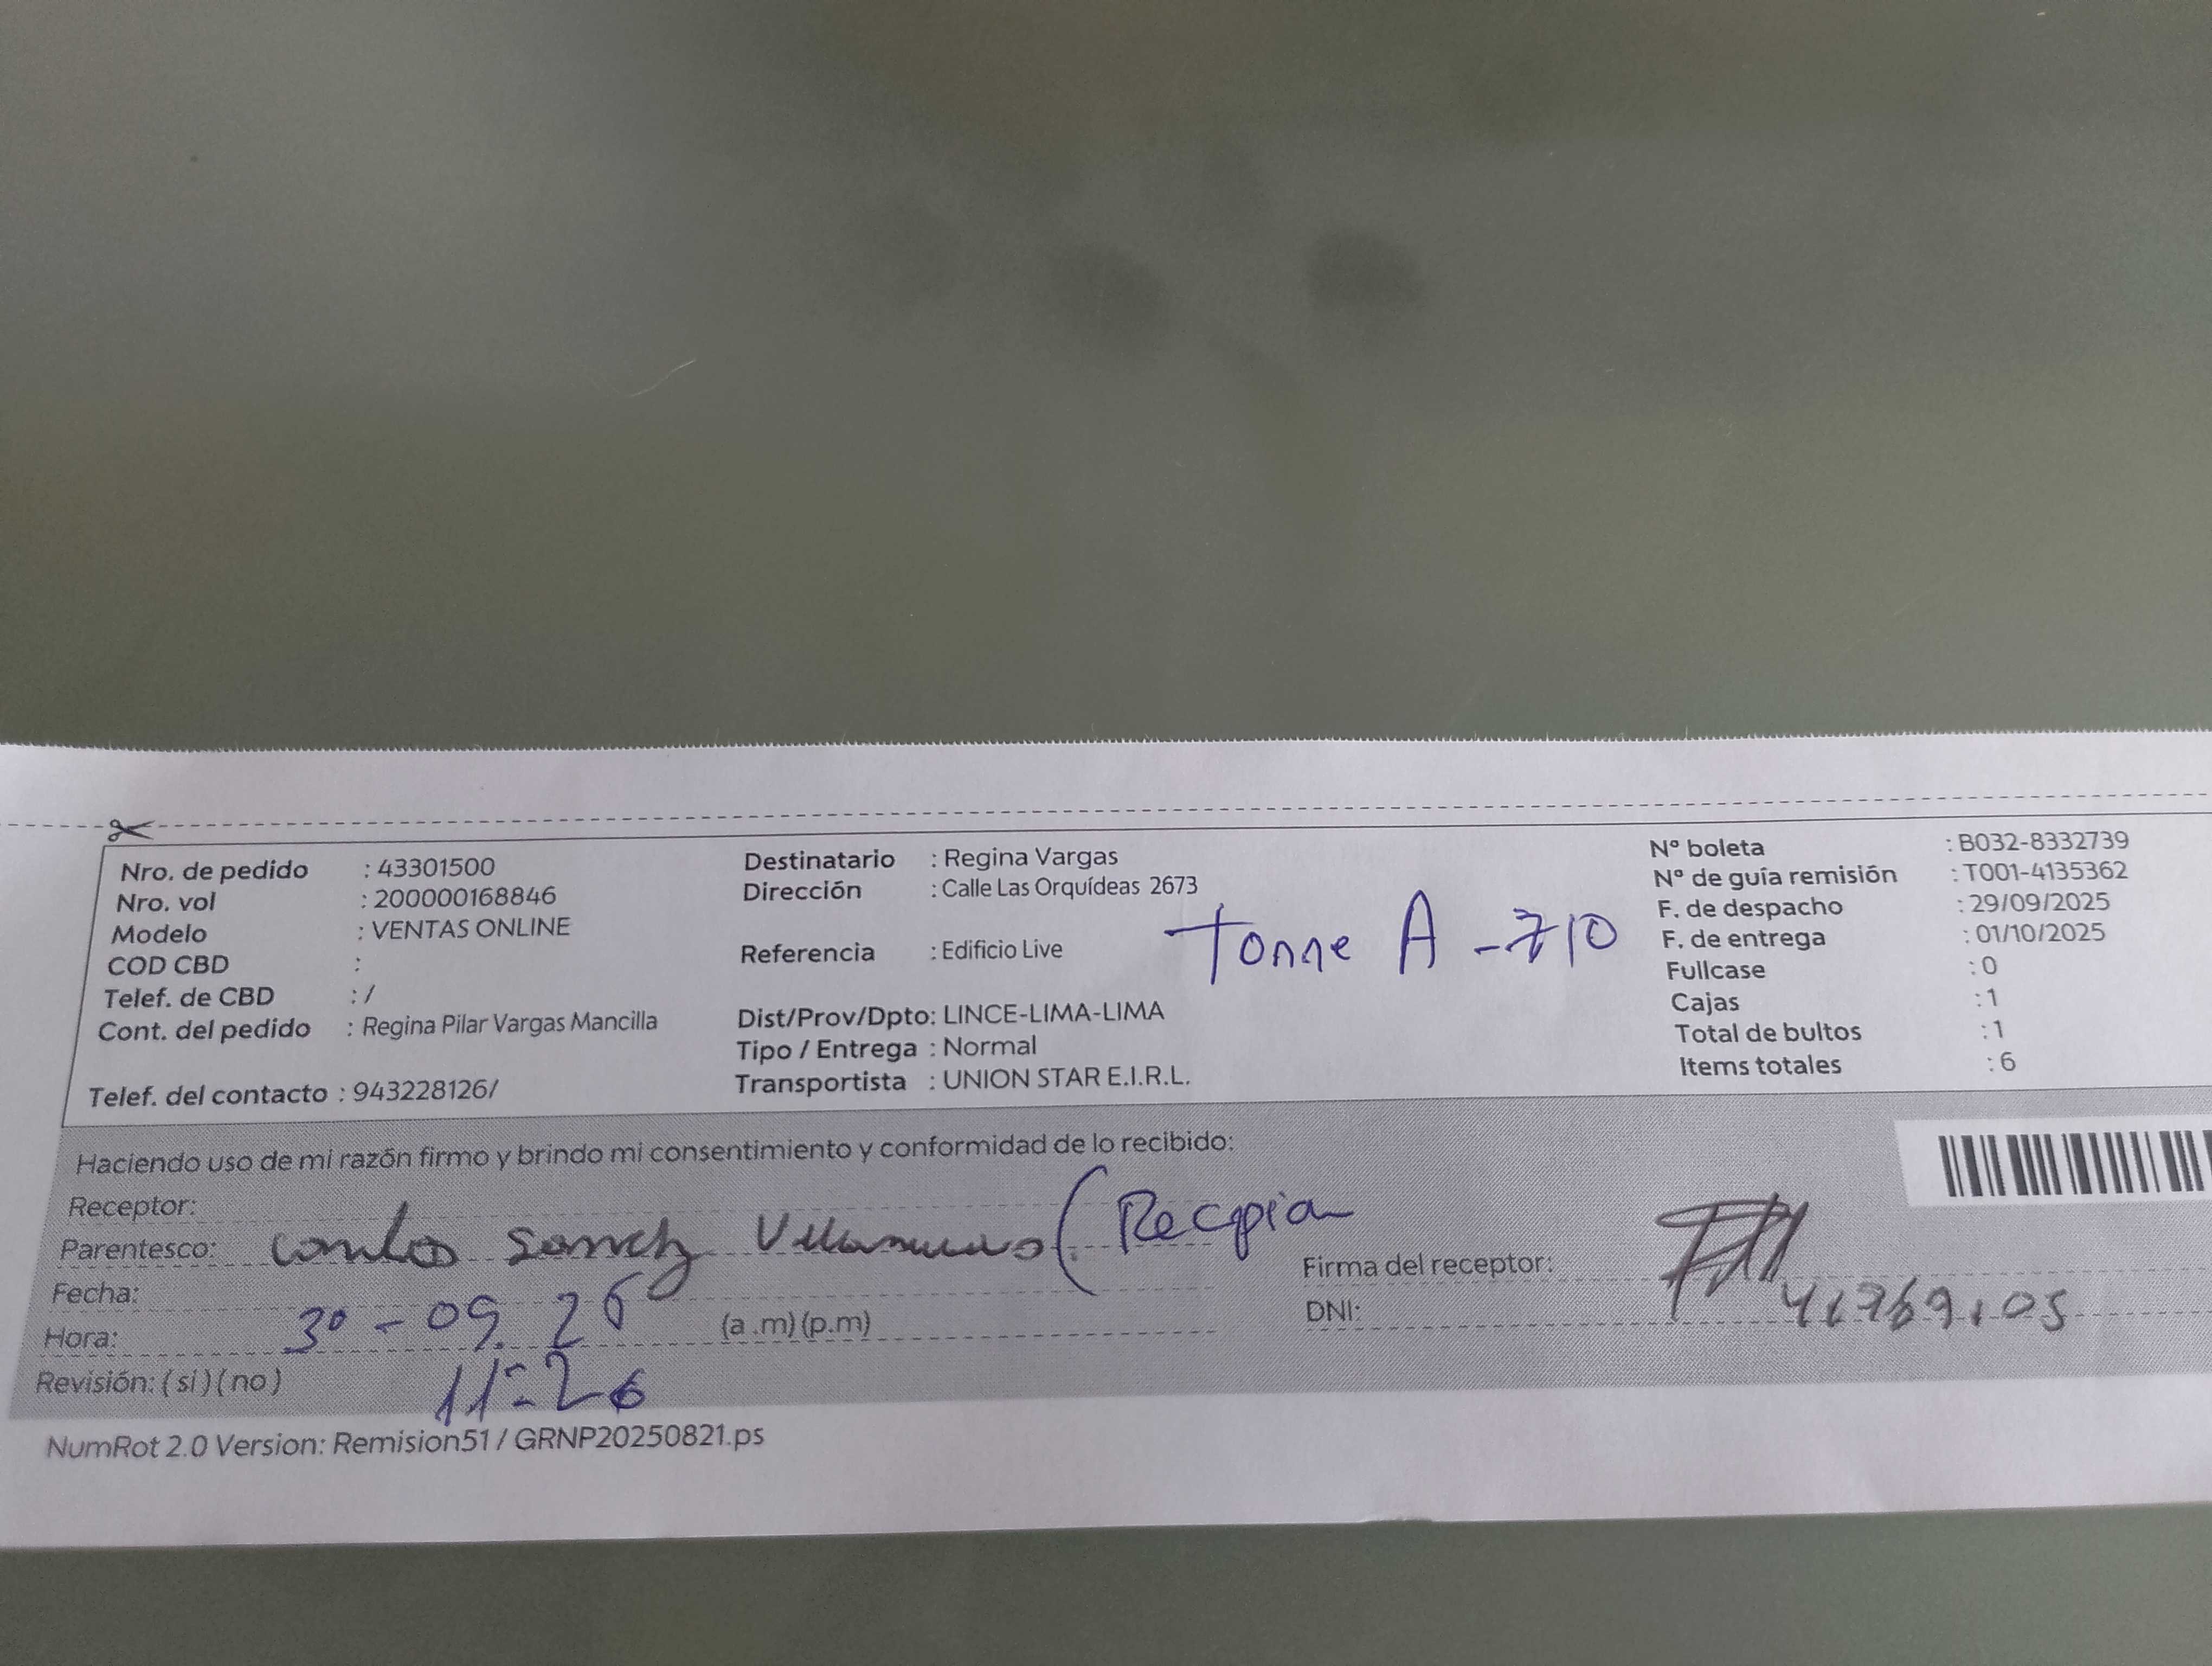 Nro. de pedido : 43301500
Nro. vol : 200000168846
Modelo : VENTAS ONLINE
COD CBD :
Telef. de CBD : /
Cont. del pedido : Regina Pilar Vargas Mancilla
Telef. del contacto : 943228126/
Destinatario : Regina Vargas
Dirección : Calle Las Orquídeas 2673
Referencia : Edificio Live
Torre A - 710
Dist/Prov/Dpto: LINCE-LIMA-LIMA
Tipo / Entrega : Normal
Transportista : UNION STAR E.I.R.L.
N° boleta : B032-8332739
N° de guía remisión : T001-4135362
F. de despacho : 29/09/2025
F. de entrega : 01/10/2025
Fullcase : 0
Cajas : 1
Total de bultos : 1
Items totales : 6
Haciendo uso de mi razón firmo y brindo mi consentimiento y conformidad de lo recibido:
Receptor:
Parentesco:
Fecha: 30-09.
Hora: (a .m) (p.m)
Revisión: ( si ) ( no ) 11:26
Firma del receptor:
DNI:
NumRot 2.0 Version: Remision51 / GRNP20250821.ps